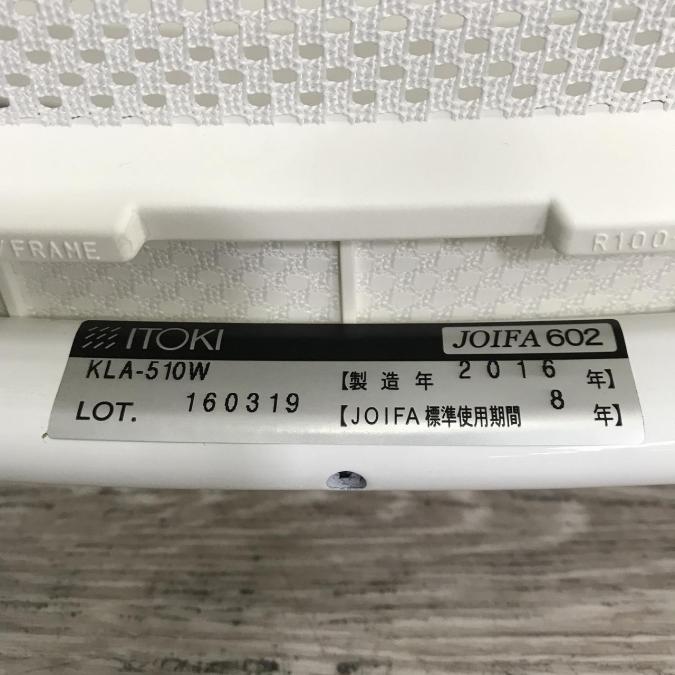 /FRAME
R100-
ITOKI
JOIFA 602
KLA-510W
【製造年 2016 年】
LOT. 160319
【JOIFA標準使用期間 8 年】